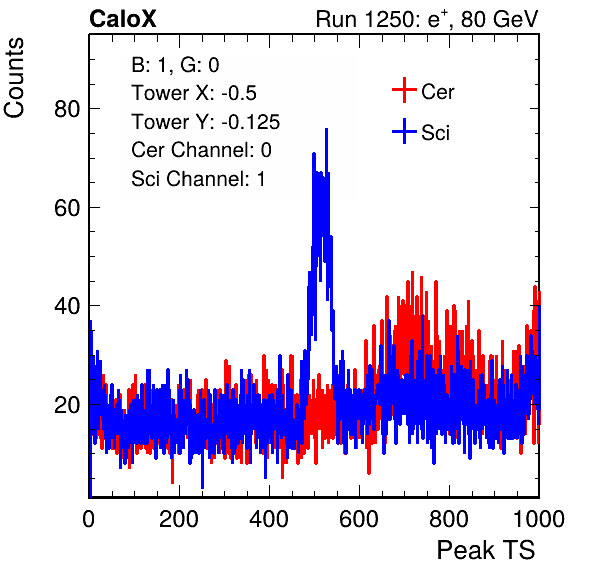 CaloX Run 1250: e⁺, 80 GeV
Counts
B: 1, G: 0
Tower X: -0.5
Tower Y: -0.125
Cer Channel: 0
Sci Channel: 1
Cer
Sci
80
60
40
20
0 200 400 600 800 1000
Peak TS